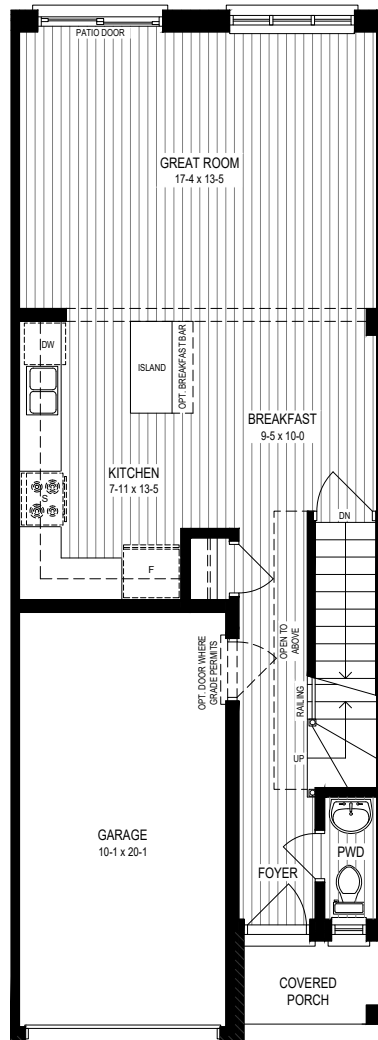 PATIO DOOR
GREAT ROOM
17-4 x 13-5
DW
ISLAND
OPT. BREAKFAST BAR
BREAKFAST
9-5 x 10-0
KITCHEN
7-11 x 13-5
S
DN
F
OPEN TO
ABOVE
OPT. DOOR WHERE
GRADE PERMITS
RAILING
UP
GARAGE
10-1 x 20-1
PWD
FOYER
COVERED
PORCH